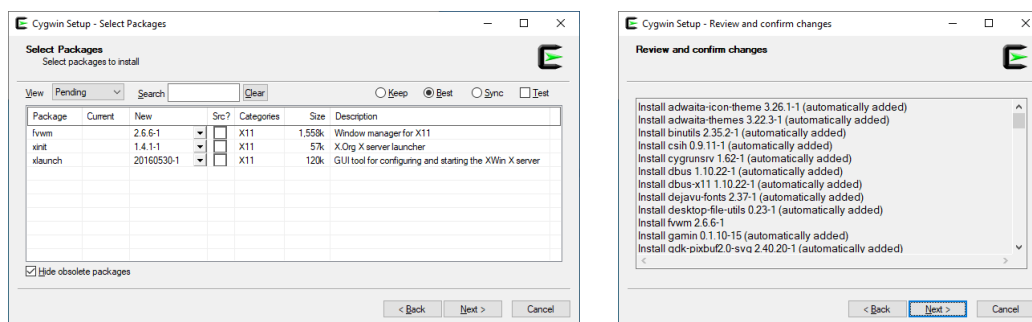 Cygwin Setup - Select Packages
Select Packages
Select packages to install
View Pending Search Clear Keep Best Sync Test
Package Current New Src? Categories Size Description
fvwm 2.6.6-1 X11 1,558k Window manager for X11
xinit 1.4.1-1 X11 57k X.Org X server launcher
xlaunch 20160530-1 X11 120k GUI tool for configuring and starting the XWin X server
Hide obsolete packages
< Back Next > Cancel
Cygwin Setup - Review and confirm changes
Review and confirm changes
Install adwaita-icon-theme 3.26.1-1 (automatically added)
Install adwaita-themes 3.22.3-1 (automatically added)
Install binutils 2.35.2-1 (automatically added)
Install csih 0.9.11-1 (automatically added)
Install cygrunsrv 1.62-1 (automatically added)
Install dbus 1.10.22-1 (automatically added)
Install dbus-x11 1.10.22-1 (automatically added)
Install dejavu-fonts 2.37-1 (automatically added)
Install desktop-file-utils 0.23-1 (automatically added)
Install fvwm 2.6.6-1
Install gamin 0.1.10-15 (automatically added)
Install gdk-pixbuf2.0-svg 2.40.20-1 (automatically added)
< Back Next > Cancel